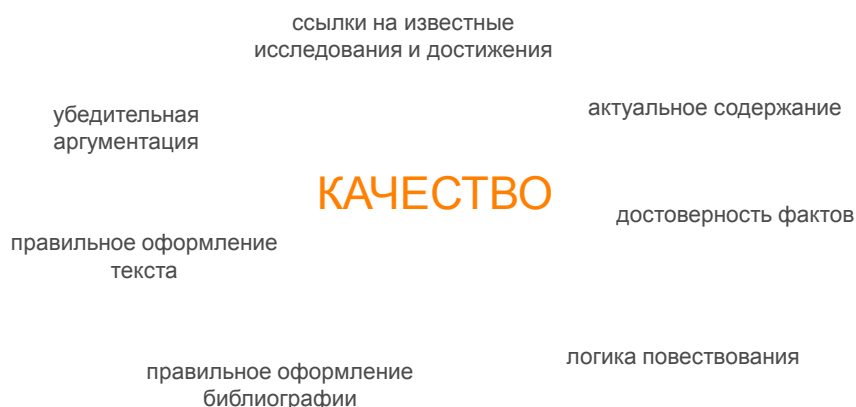 ссылки на известные
исследования и достижения
убедительная
аргументация
актуальное содержание
КАЧЕСТВО
достоверность фактов
правильное оформление
текста
логика повествования
правильное оформление
библиографии